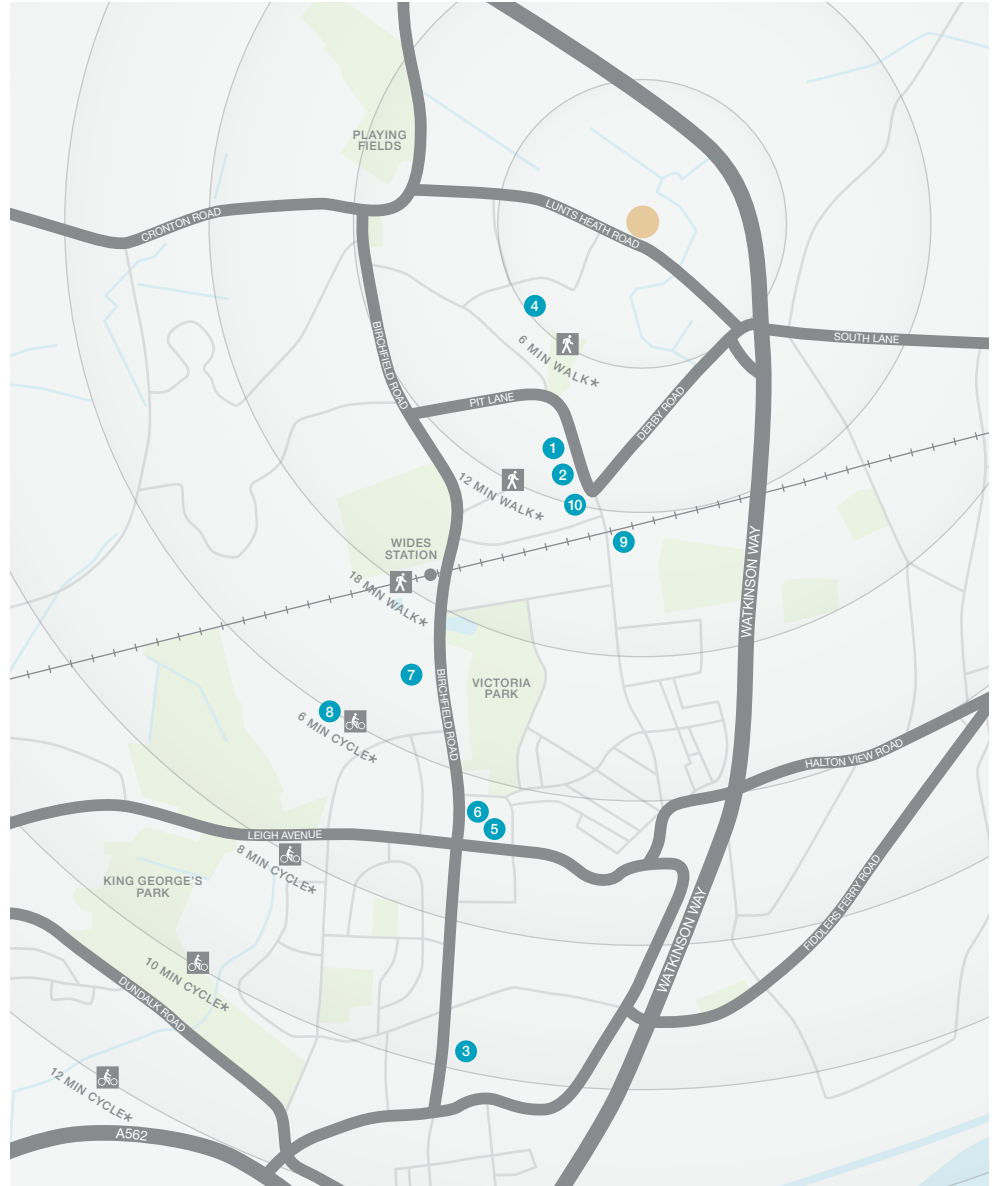 PLAYING
FIELDS
CRONTON ROAD
LUNTS HEATH ROAD
4
6 MIN WALK*
SOUTH LANE
BIRCHFIELD ROAD
PIT LANE
DERBY ROAD
1
2
12 MIN WALK*
10
9
WIDES
STATION
18 MIN WALK*
WATKINSON WAY
7
BIRCHFIELD ROAD
VICTORIA
PARK
8
6 MIN CYCLE*
HALTON VIEW ROAD
6
5
LEIGH AVENUE
8 MIN CYCLE*
KING GEORGE'S
PARK
FIDDLERS FERRY ROAD
WATKINSON WAY
10 MIN CYCLE*
DUNDALK ROAD
3
12 MIN CYCLE*
A562